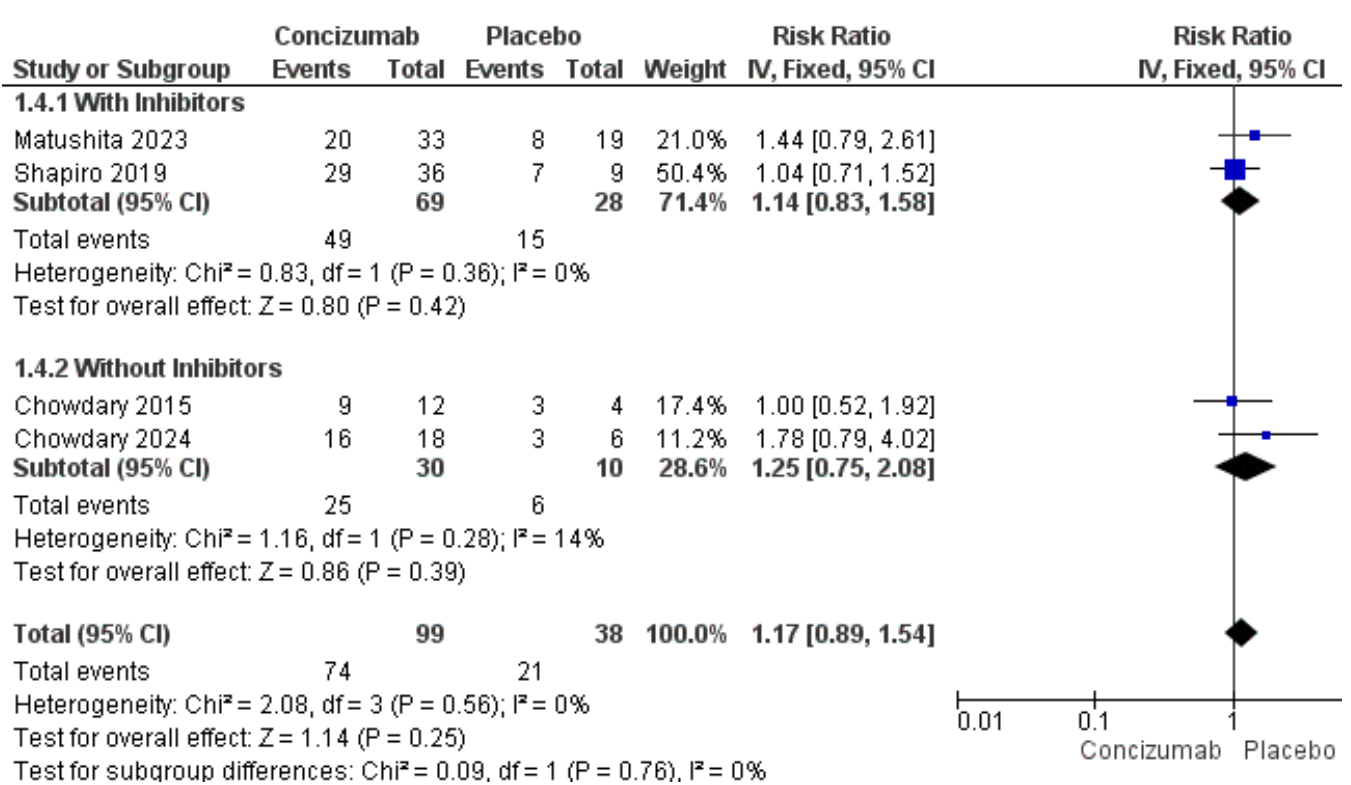 Concizumab Placebo Risk Ratio Risk Ratio
Study or Subgroup Events Total Events Total Weight IV, Fixed, 95% CI IV, Fixed, 95% CI
1.4.1 With Inhibitors
Matushita 2023 20 33 8 19 21.0% 1.44 [0.79, 2.61]
Shapiro 2019 29 36 7 9 50.4% 1.04 [0.71, 1.52]
Subtotal (95% CI) 69 28 71.4% 1.14 [0.83, 1.58]
Total events 49 15
Heterogeneity: Chi² = 0.83, df = 1 (P = 0.36); I² = 0%
Test for overall effect: Z = 0.80 (P = 0.42)
1.4.2 Without Inhibitors
Chowdary 2015 9 12 3 4 17.4% 1.00 [0.52, 1.92]
Chowdary 2024 16 18 3 6 11.2% 1.78 [0.79, 4.02]
Subtotal (95% CI) 30 10 28.6% 1.25 [0.75, 2.08]
Total events 25 6
Heterogeneity: Chi² = 1.16, df = 1 (P = 0.28); I² = 14%
Test for overall effect: Z = 0.86 (P = 0.39)
Total (95% CI) 99 38 100.0% 1.17 [0.89, 1.54]
Total events 74 21
Heterogeneity: Chi² = 2.08, df = 3 (P = 0.56); I² = 0%
Test for overall effect: Z = 1.14 (P = 0.25)
Test for subgroup differences: Chi² = 0.09, df = 1 (P = 0.76), I² = 0%
0.01 0.1 1
Concizumab Placebo